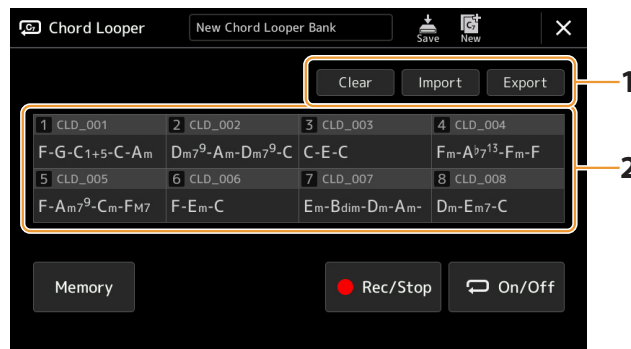 C7 Chord Looper New Chord Looper Bank Save C7 New
Clear Import Export 1
1 CLD_001 2 CLD_002 3 CLD_003 4 CLD_004
F-G-C1+5-C-Am Dm7⁹-Am-Dm7⁹-C C-E-C Fm-A♭7¹³-Fm-F
2
5 CLD_005 6 CLD_006 7 CLD_007 8 CLD_008
F-Am7⁹-Cm-FM7 F-Em-C Em-Bdim-Dm-Am- Dm-Em7-C
Memory Rec/Stop On/Off